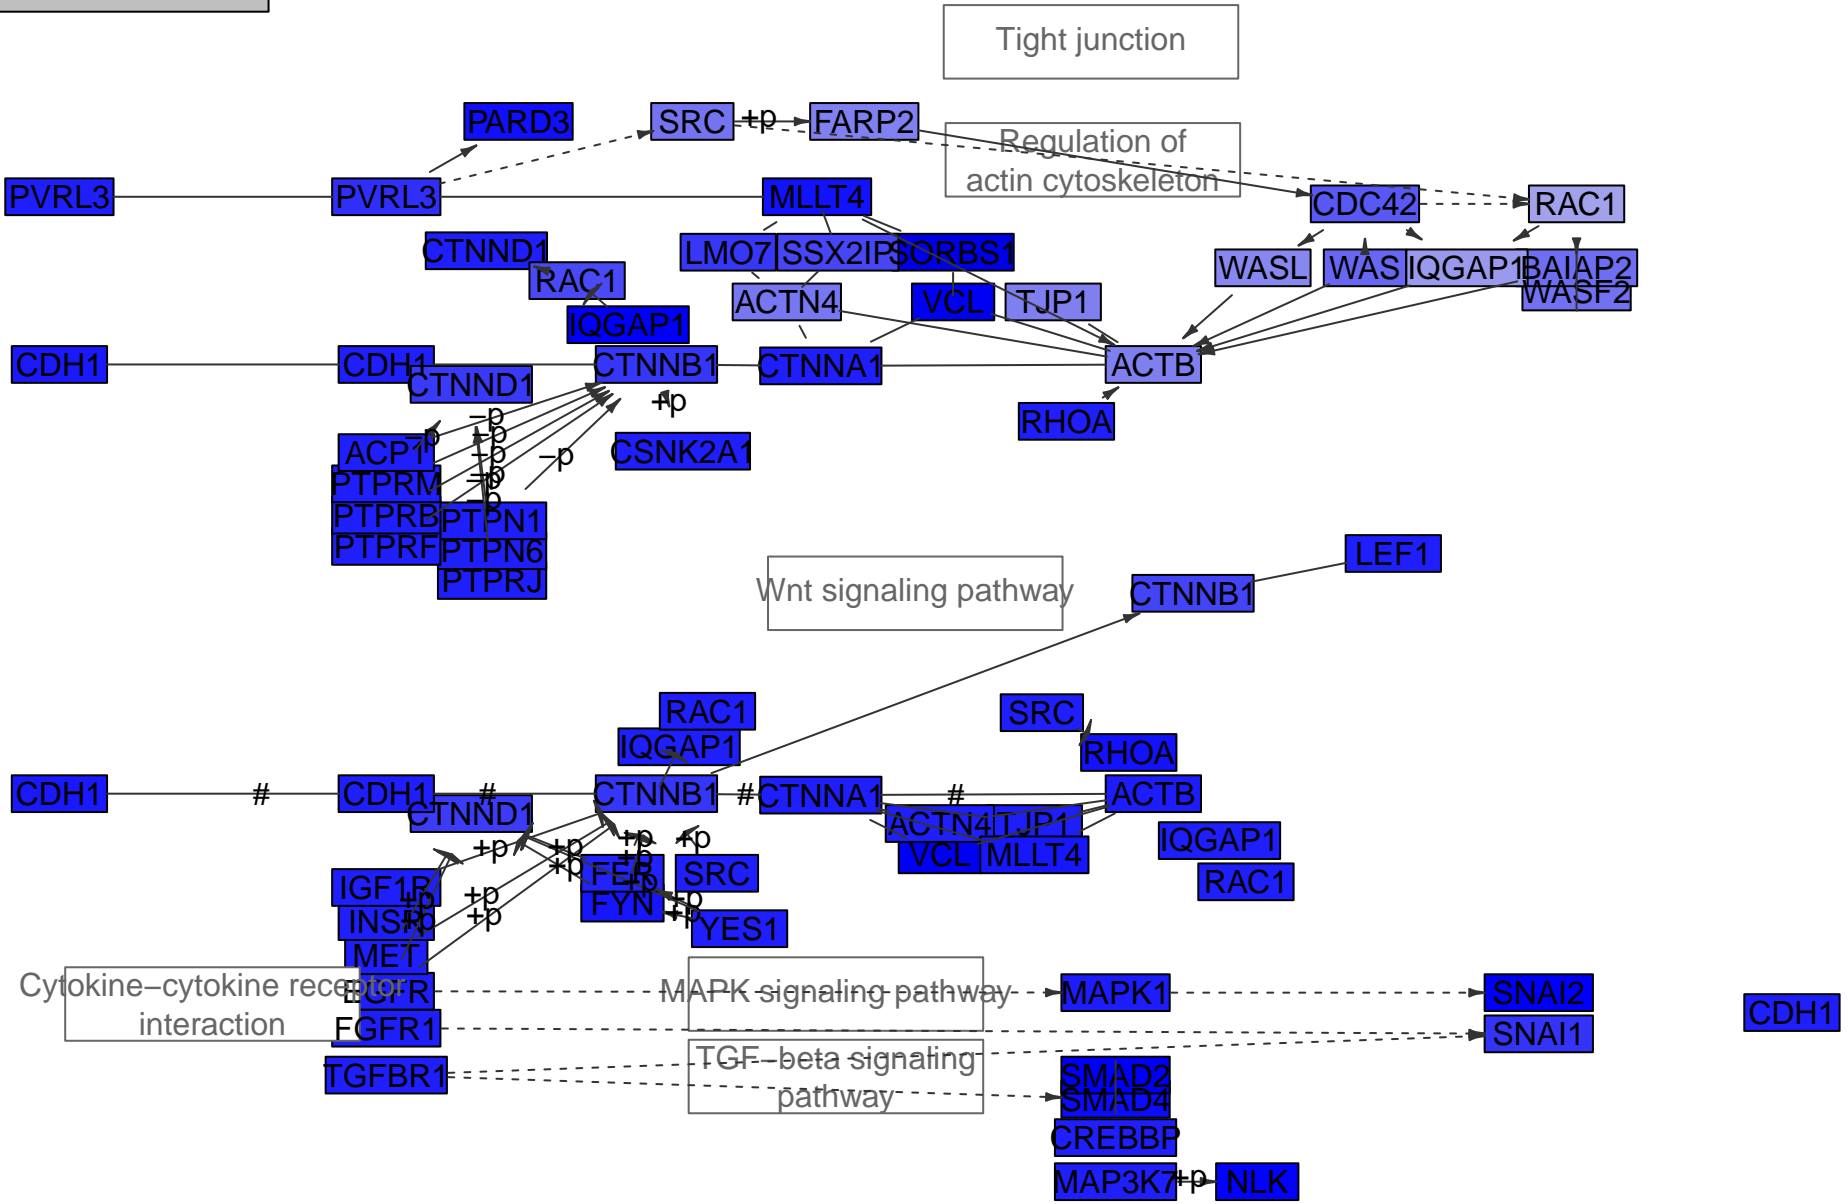 Tight junction
PARD3
SRC
+p
FARP2
Regulation of
actin cytoskeleton
PVRL3
PVRL3
MLLT4
CDC42
RAC1
CTNND1
LMO7
SSX2IP
SORBS1
RAC1
WASL
WAS
IQGAP1
BAIAP2
WASF2
ACTN4
VCL
TJP1
IQGAP1
CDH1
CDH1
CTNNB1
CTNNA1
ACTB
CTNND1
+p
−p
−p
−p
−p
−p
−p
−p
−p
RHOA
ACP1
CSNK2A1
PTPRM
PTPRB
PTPN1
PTPRF
PTPN6
PTPRJ
LEF1
Wnt signaling pathway
CTNNB1
RAC1
SRC
IQGAP1
RHOA
CDH1
#
CDH1
#
CTNNB1
#
CTNNA1
#
ACTB
CTNND1
ACTN4
TJP1
+p
+p
+p
+p
IQGAP1
VCL
MLLT4
+p
+p
FER
SRC
RAC1
IGF1R
+p
+p
+p
FYN
+p
INSR
+p
+p
+p
YES1
MET
Cytokine−cytokine receptor
interaction
EGFR
MAPK signaling pathway
MAPK1
SNAI2
CDH1
FGFR1
SNAI1
TGF−beta signaling
pathway
TGFBR1
SMAD2
SMAD4
CREBBP
MAP3K7
+p
NLK